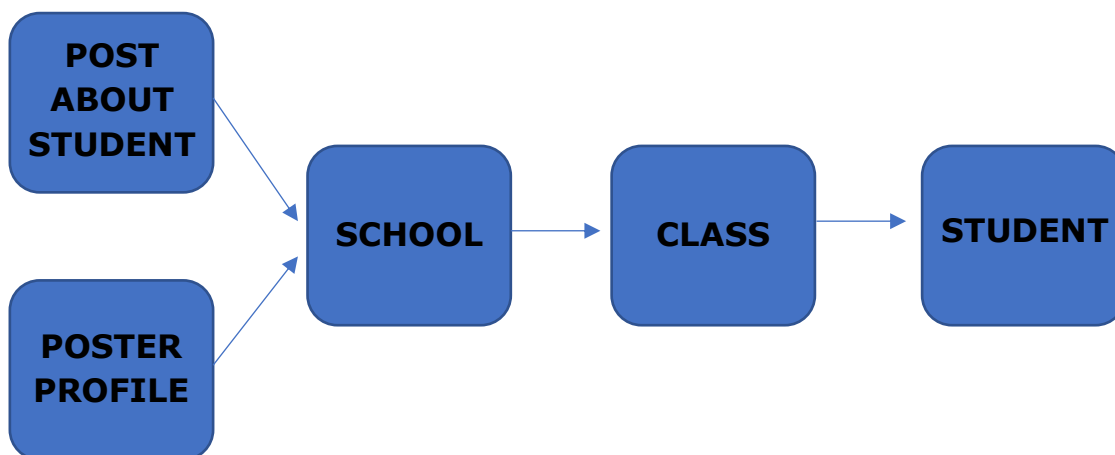 POST
ABOUT
STUDENT
POSTER
PROFILE
SCHOOL
CLASS
STUDENT